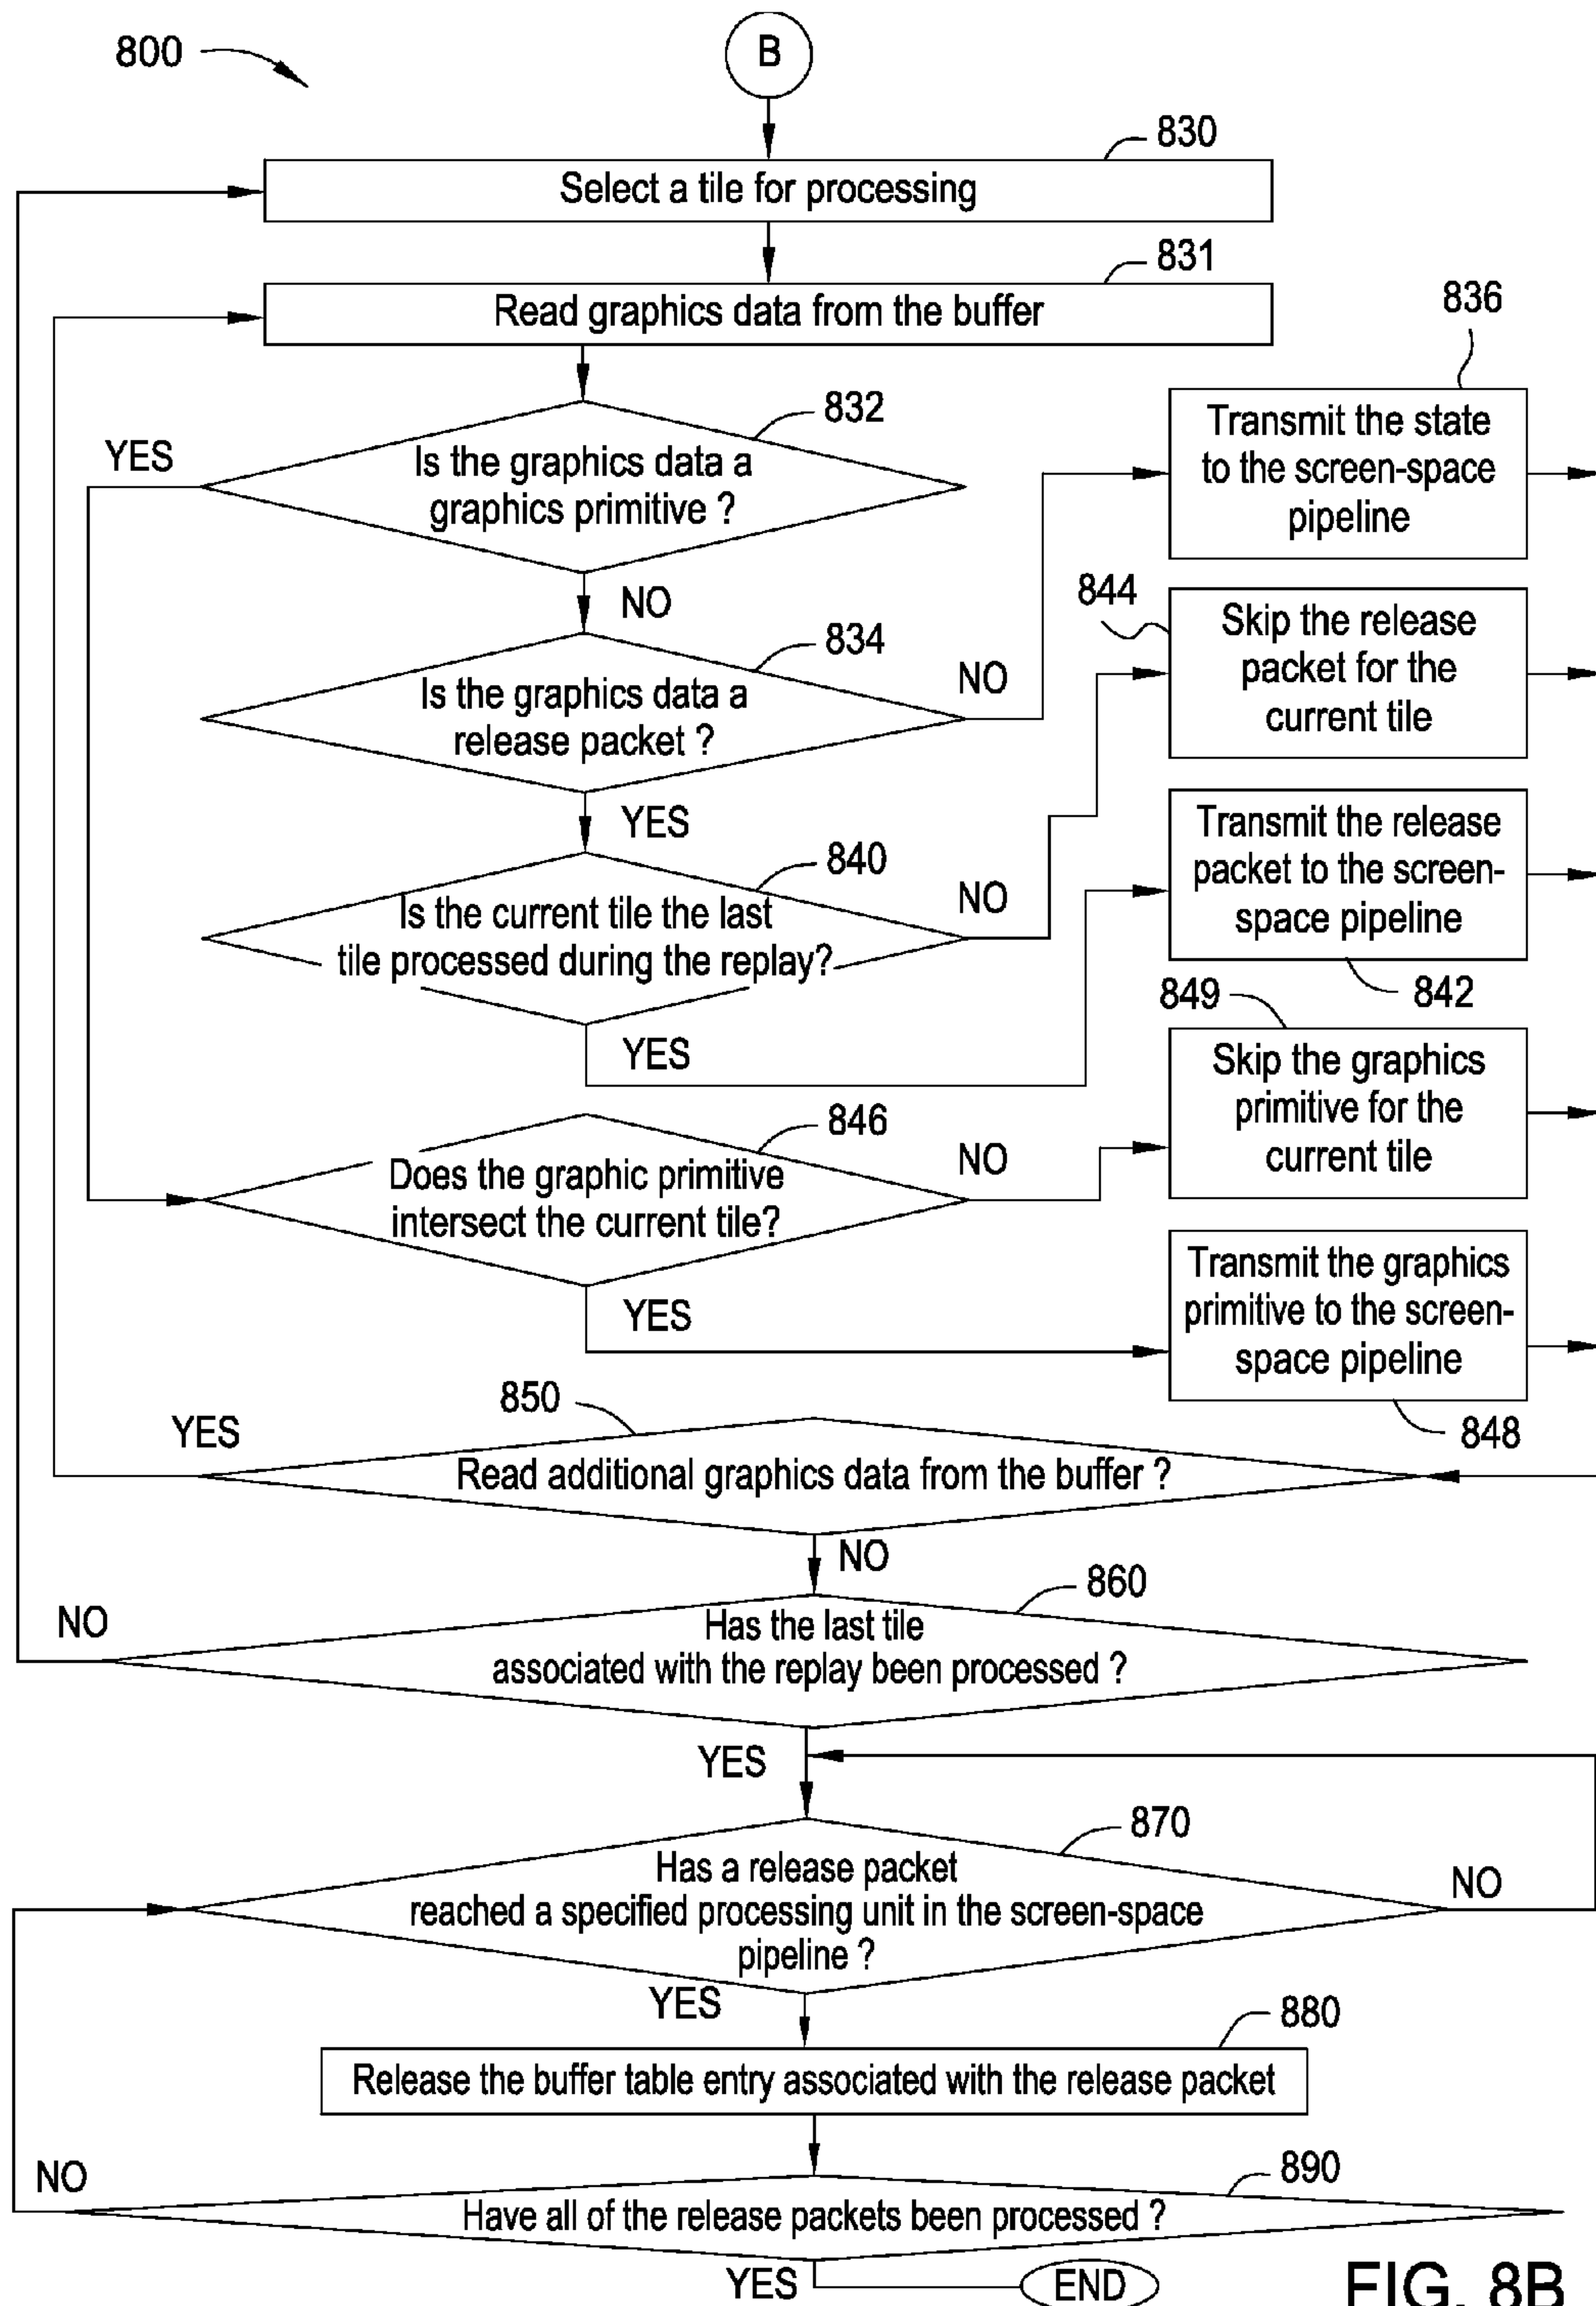 800
B
830
Select a tile for processing
831
Read graphics data from the buffer
836
832
YES
Is the graphics data a
graphics primitive ?
Transmit the state
to the screen-space
pipeline
NO
834
Is the graphics data a
release packet ?
NO
844
Skip the release
packet for the
current tile
YES
840
Is the current tile the last
tile processed during the replay?
NO
Transmit the release
packet to the screen-
space pipeline
842
YES
849
Skip the graphics
primitive for the
current tile
846
Does the graphic primitive
intersect the current tile?
NO
YES
Transmit the graphics
primitive to the screen-
space pipeline
848
850
YES
Read additional graphics data from the buffer ?
NO
860
NO
Has the last tile
associated with the replay been processed ?
YES
870
Has a release packet
reached a specified processing unit in the screen-space
pipeline ?
NO
YES
880
Release the buffer table entry associated with the release packet
890
NO
Have all of the release packets been processed ?
YES
END
FIG. 8B